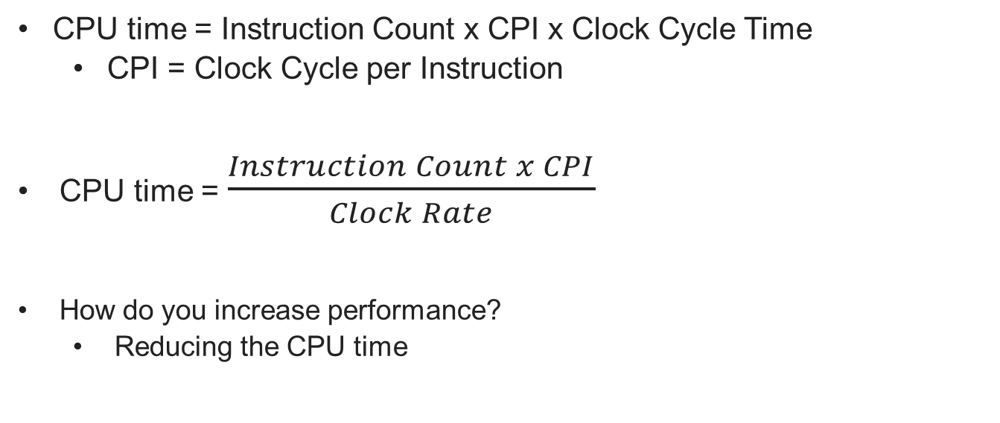 • CPU time = Instruction Count x CPI x Clock Cycle Time
• CPI = Clock Cycle per Instruction
• CPU time = Instruction Count x CPI
Clock Rate
• How do you increase performance?
• Reducing the CPU time